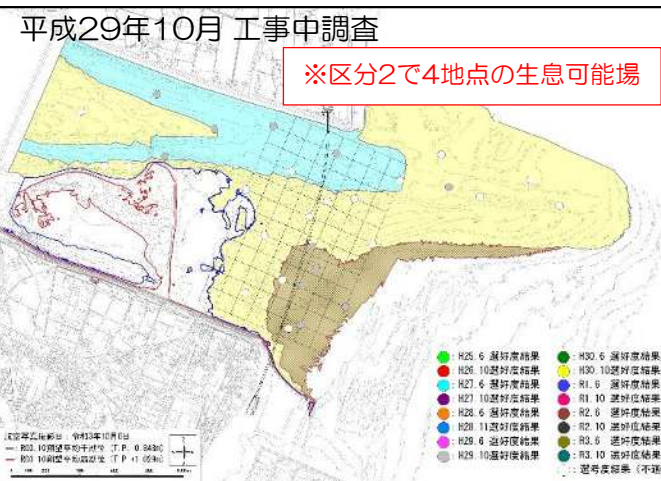 平成29年10月 工事中調査
※区分2で4地点の生息可能場
: H25.6 選好度結果
: H26.10選好度結果
: H27.6 選好度結果
: H27.10選好度結果
: H28.6 選好度結果
: H28.11選好度結果
: H29.6 選好度結果
: H29.10選好度結果
: H30.6 選好度結果
: H30.10選好度結果
: R1.6 選好度結果
: R1.10 選好度結果
: R2.6 選好度結果
: R2.10 選好度結果
: R3.6 選好度結果
: R3.10 選好度結果
: 選好度結果(不適